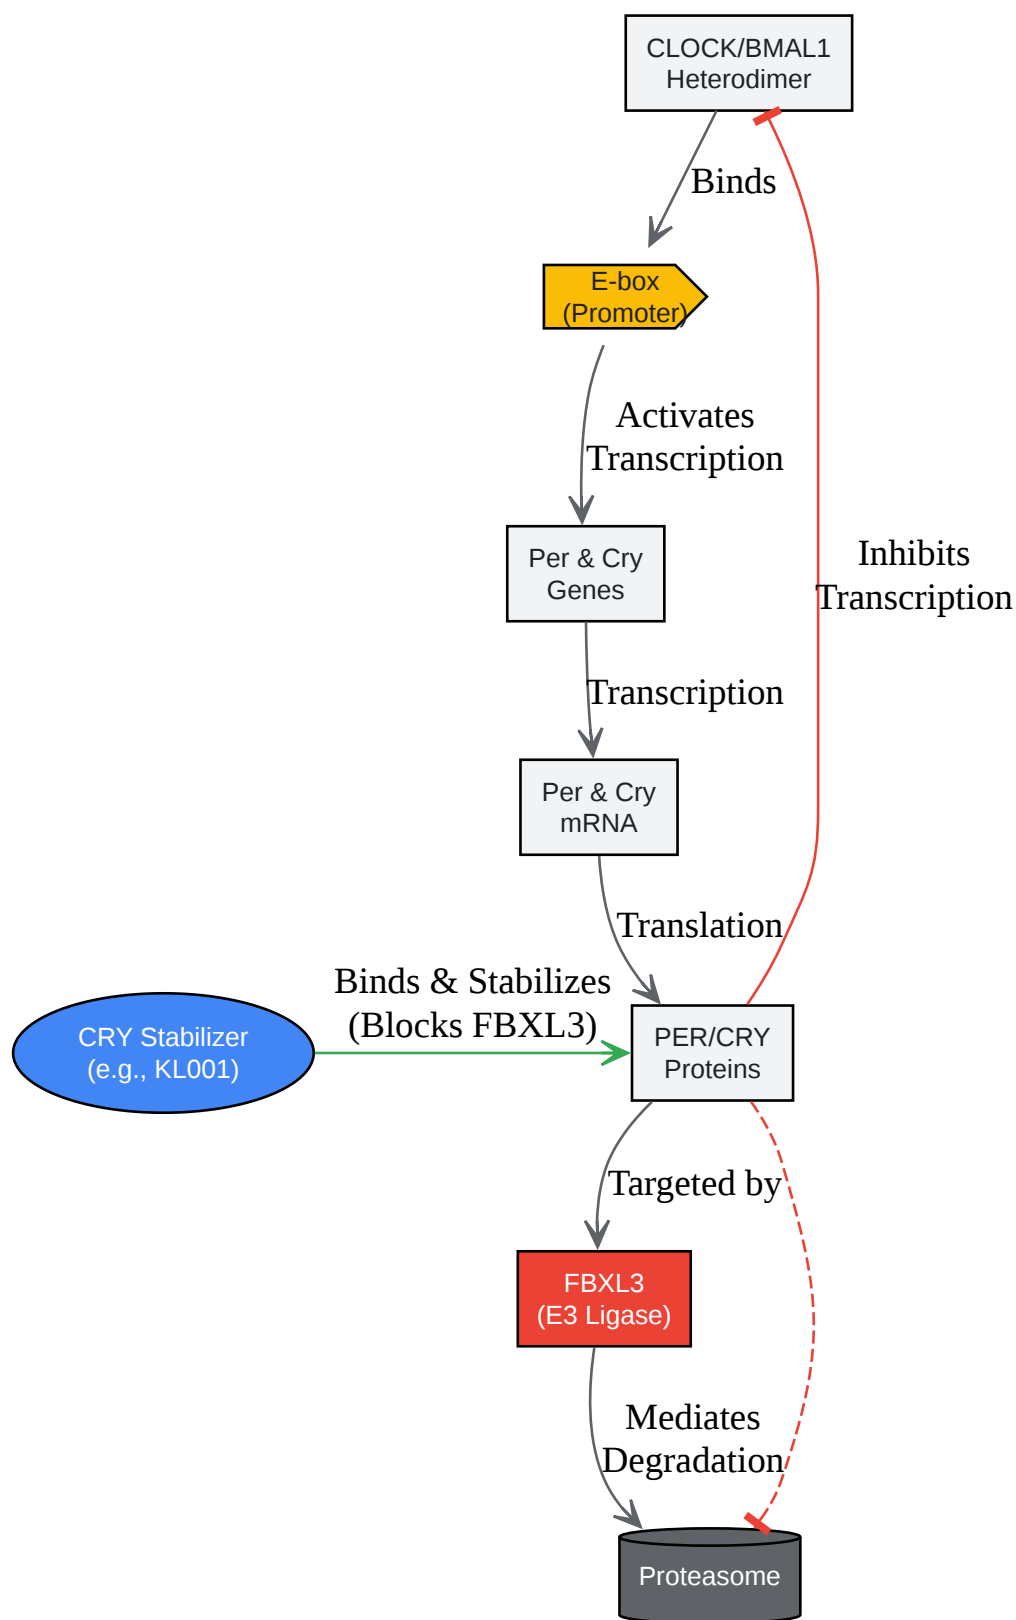 CLOCK/BMAL1
Heterodimer
Binds
E-box
(Promoter)
Activates
Transcription
Per & Cry
Genes
Inhibits
Transcription
Transcription
Per & Cry
mRNA
Translation
Binds & Stabilizes
(Blocks FBXL3)
CRY Stabilizer
(e.g., KL001)
PER/CRY
Proteins
Targeted by
FBXL3
(E3 Ligase)
Mediates
Degradation
Proteasome